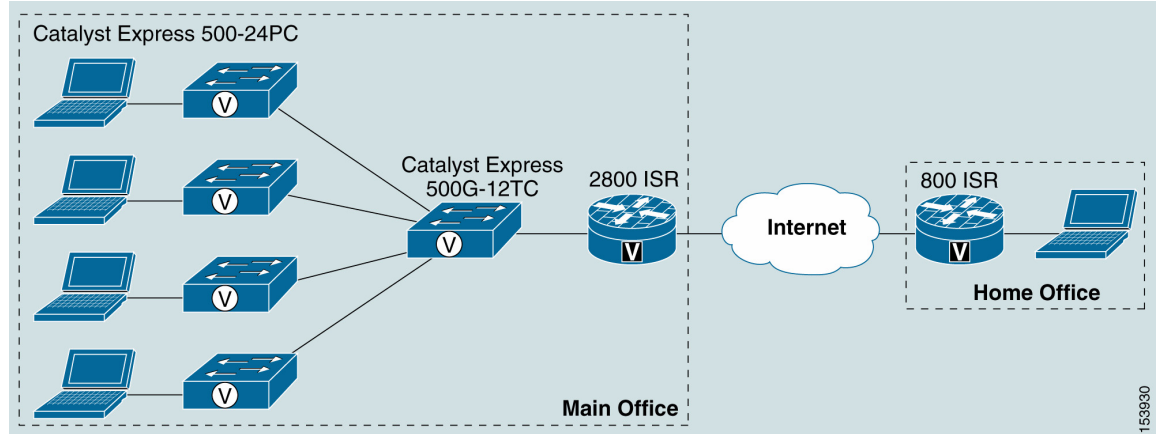 Catalyst Express 500-24PC
V
V
Catalyst Express
500G-12TC
V
2800 ISR
V
Internet
800 ISR
V
Home Office
V
V
Main Office
153930